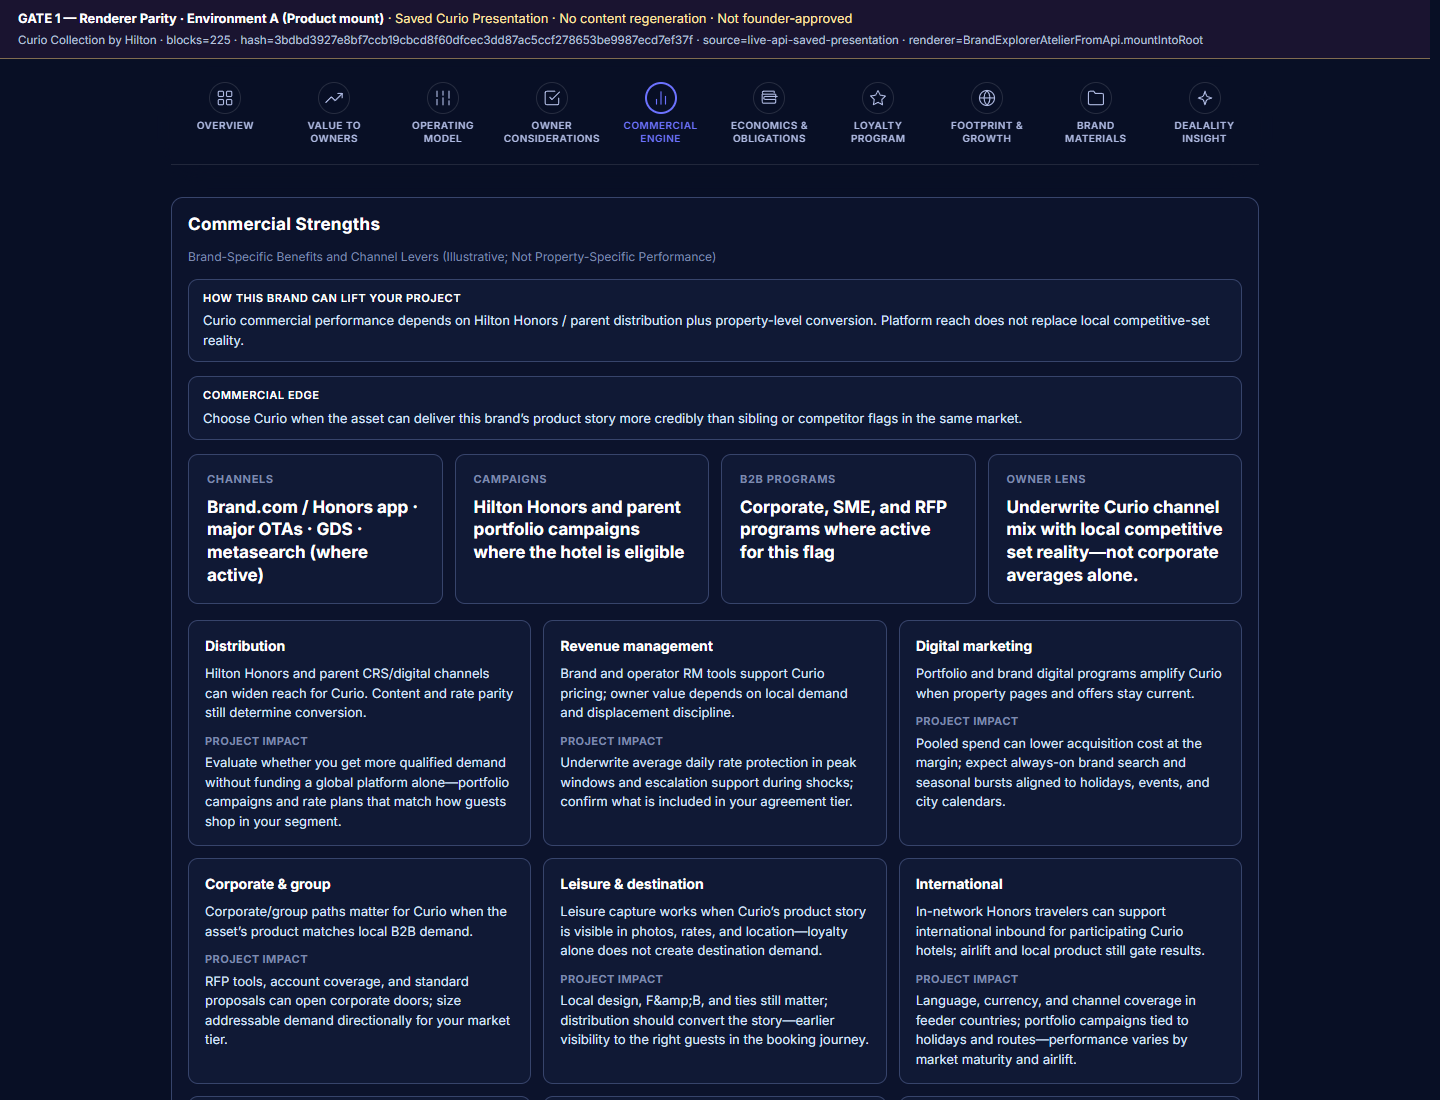 GATE 1 — Renderer Parity · Environment A (Product mount) · Saved Curio Presentation · No content regeneration · Not founder-approved
Curio Collection by Hilton · blocks=225 · hash=3bdbd3927e8bf7ccb19cbcd8f60dfcec3dd87ac5ccf278653be9987ecd7ef37f · source=live-api-saved-presentation · renderer=BrandExplorerAtelierFromApi.mountIntoRoot
OVERVIEW
VALUE TO
OWNERS
OPERATING
MODEL
OWNER
CONSIDERATIONS
COMMERCIAL
ENGINE
ECONOMICS &
OBLIGATIONS
LOYALTY
PROGRAM
FOOTPRINT &
GROWTH
BRAND
MATERIALS
DEALALITY
INSIGHT
Commercial Strengths
Brand-Specific Benefits and Channel Levers (Illustrative; Not Property-Specific Performance)
HOW THIS BRAND CAN LIFT YOUR PROJECT
Curio commercial performance depends on Hilton Honors / parent distribution plus property-level conversion. Platform reach does not replace local competitive-set
reality.
COMMERCIAL EDGE
Choose Curio when the asset can deliver this brand’s product story more credibly than sibling or competitor flags in the same market.
CHANNELS
Brand.com / Honors app ·
major OTAs · GDS ·
metasearch (where
active)
CAMPAIGNS
Hilton Honors and parent
portfolio campaigns
where the hotel is eligible
B2B PROGRAMS
Corporate, SME, and RFP
programs where active
for this flag
OWNER LENS
Underwrite Curio channel
mix with local competitive
set reality—not corporate
averages alone.
Distribution
Hilton Honors and parent CRS/digital channels
can widen reach for Curio. Content and rate parity
still determine conversion.
PROJECT IMPACT
Evaluate whether you get more qualified demand
without funding a global platform alone—portfolio
campaigns and rate plans that match how guests
shop in your segment.
Revenue management
Brand and operator RM tools support Curio
pricing; owner value depends on local demand
and displacement discipline.
PROJECT IMPACT
Underwrite average daily rate protection in peak
windows and escalation support during shocks;
confirm what is included in your agreement tier.
Digital marketing
Portfolio and brand digital programs amplify Curio
when property pages and offers stay current.
PROJECT IMPACT
Pooled spend can lower acquisition cost at the
margin; expect always-on brand search and
seasonal bursts aligned to holidays, events, and
city calendars.
Corporate & group
Corporate/group paths matter for Curio when the
asset’s product matches local B2B demand.
PROJECT IMPACT
RFP tools, account coverage, and standard
proposals can open corporate doors; size
addressable demand directionally for your market
tier.
Leisure & destination
Leisure capture works when Curio’s product story
is visible in photos, rates, and location—loyalty
alone does not create destination demand.
PROJECT IMPACT
Local design, F&amp;B, and ties still matter;
distribution should convert the story—earlier
visibility to the right guests in the booking journey.
International
In-network Honors travelers can support
international inbound for participating Curio
hotels; airlift and local product still gate results.
PROJECT IMPACT
Language, currency, and channel coverage in
feeder countries; portfolio campaigns tied to
holidays and routes—performance varies by
market maturity and airlift.